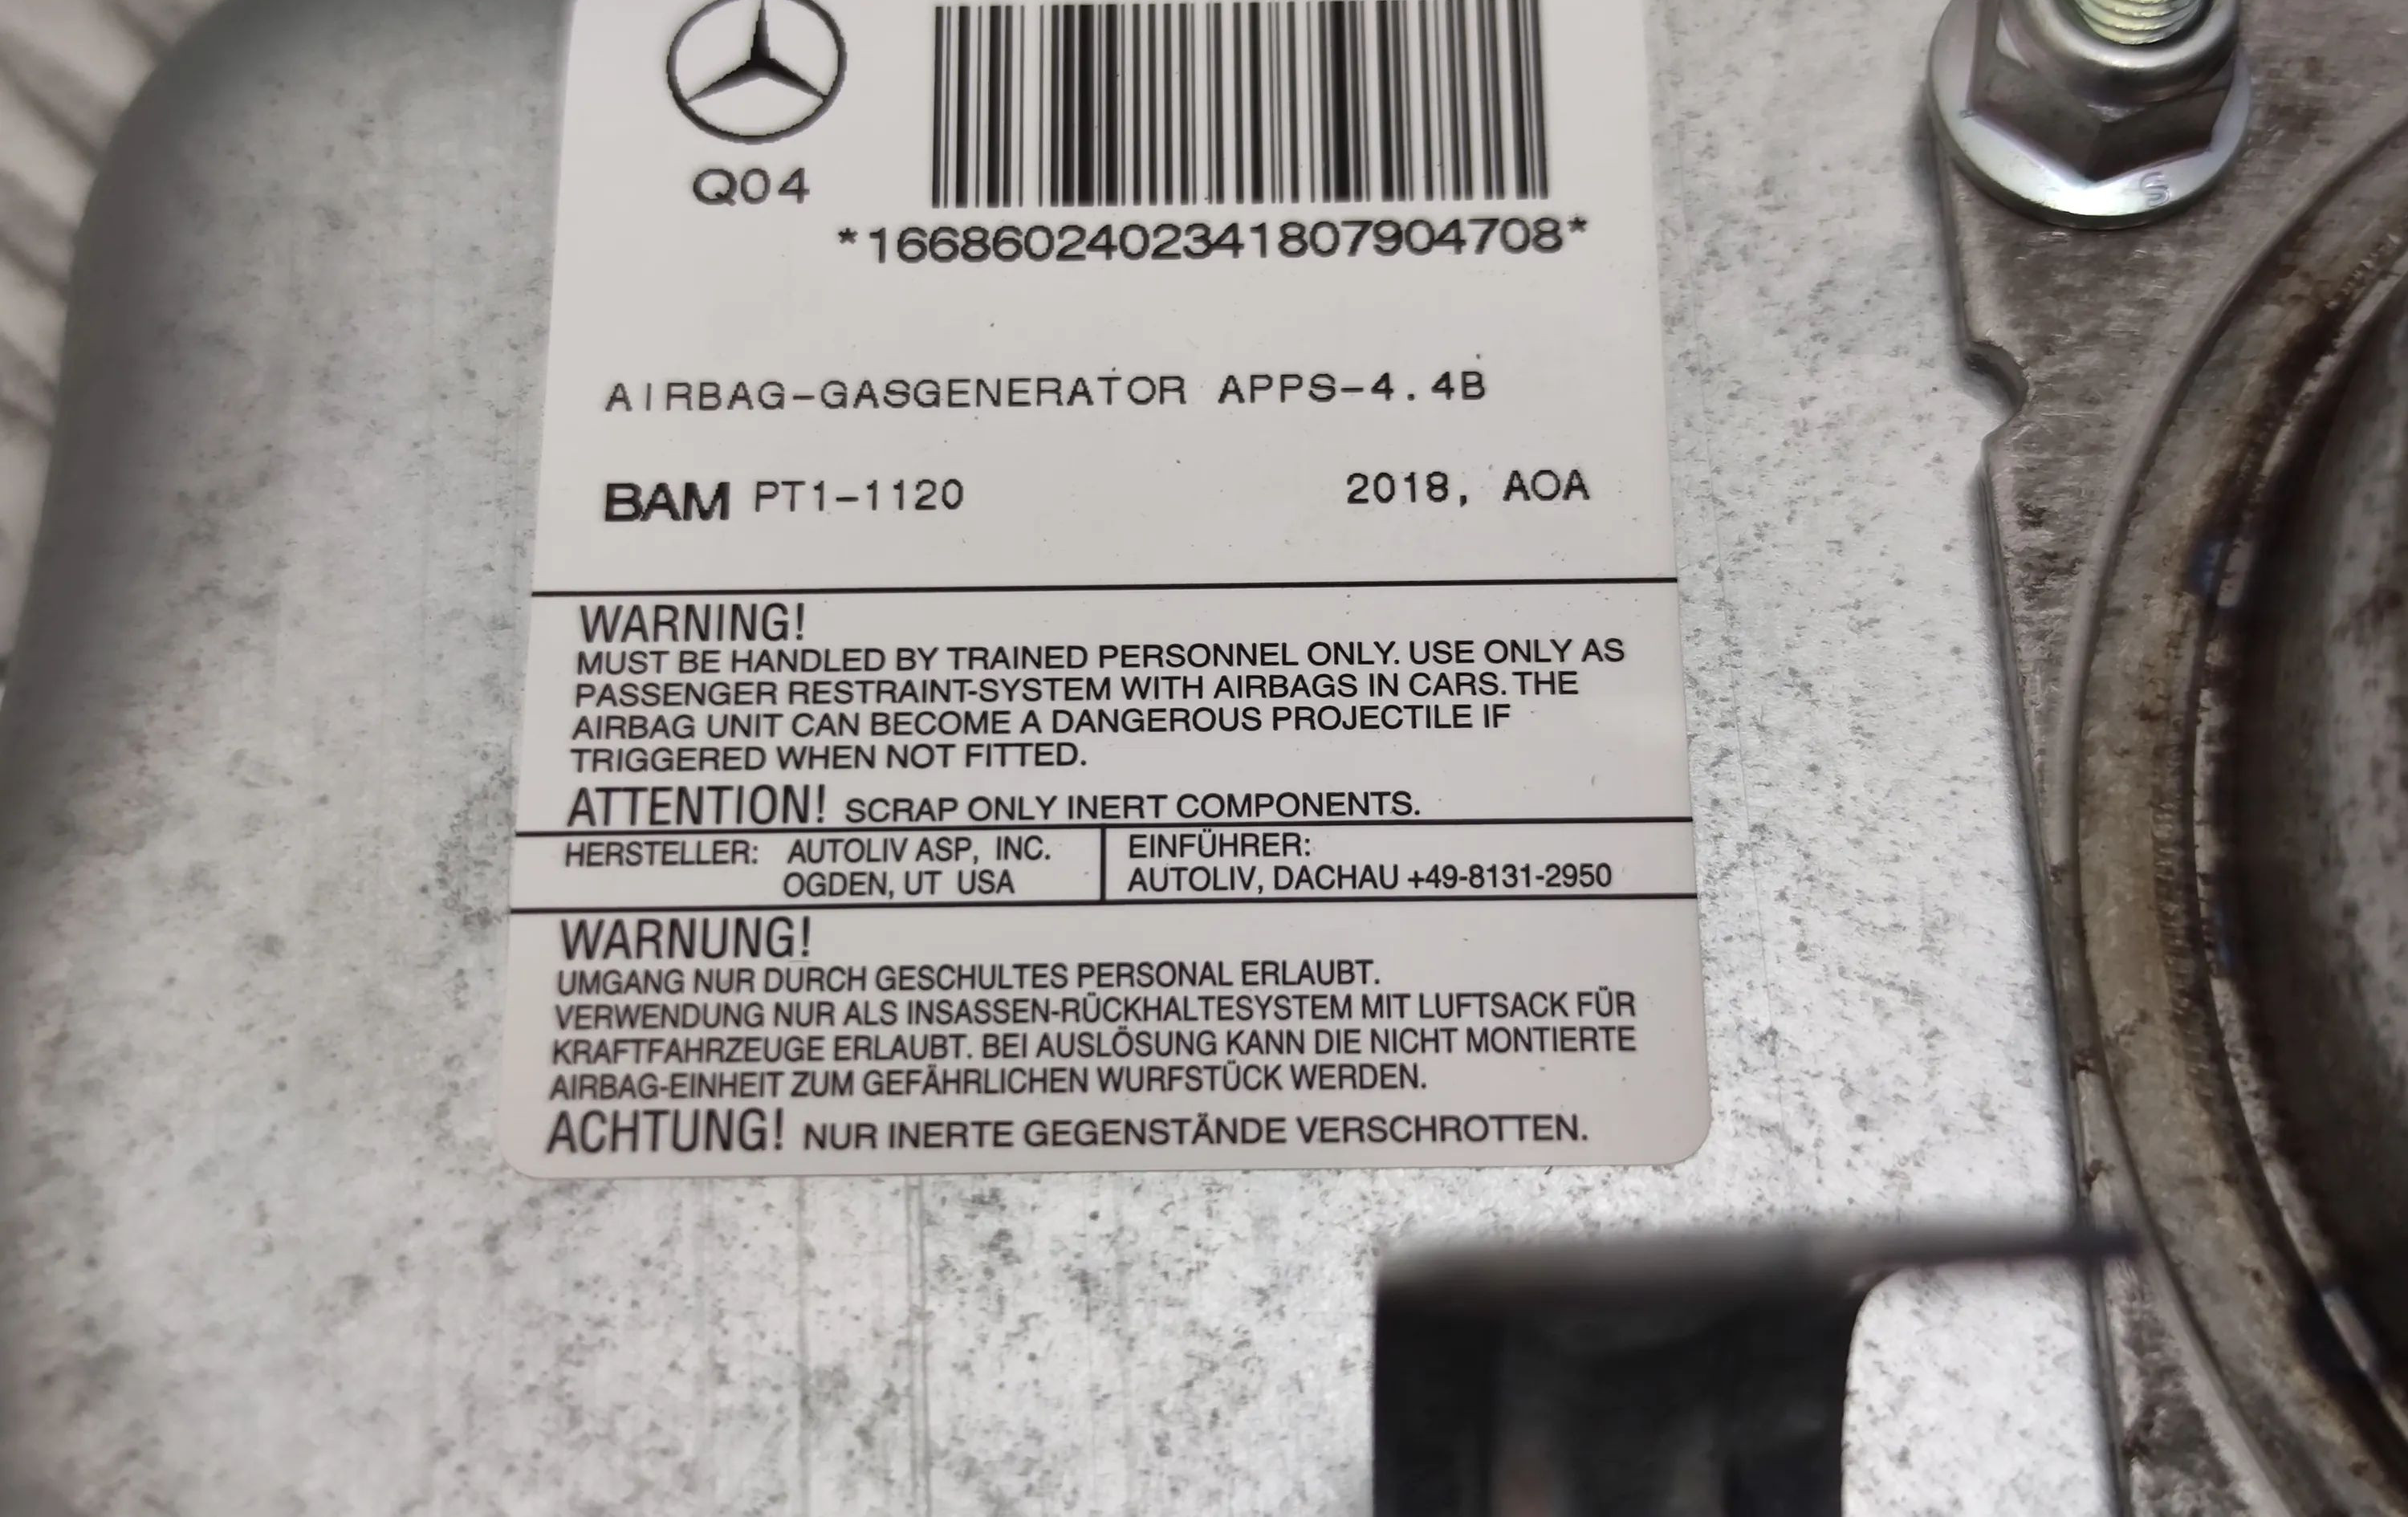 Q04
*1668602402341807904708*
AIRBAG-GASGENERATOR APPS-4.4B
BAM PT1-1120 2018, AOA
WARNING!
MUST BE HANDLED BY TRAINED PERSONNEL ONLY. USE ONLY AS
PASSENGER RESTRAINT-SYSTEM WITH AIRBAGS IN CARS. THE
AIRBAG UNIT CAN BECOME A DANGEROUS PROJECTILE IF
TRIGGERED WHEN NOT FITTED.
ATTENTION! SCRAP ONLY INERT COMPONENTS.
HERSTELLER: AUTOLIV ASP, INC.
OGDEN, UT USA
EINFÜHRER:
AUTOLIV, DACHAU +49-8131-2950
WARNUNG!
UMGANG NUR DURCH GESCHULTES PERSONAL ERLAUBT.
VERWENDUNG NUR ALS INSASSEN-RÜCKHALTESYSTEM MIT LUFTSACK FÜR
KRAFTFAHRZEUGE ERLAUBT. BEI AUSLÖSUNG KANN DIE NICHT MONTIERTE
AIRBAG-EINHEIT ZUM GEFÄHRLICHEN WURFSTÜCK WERDEN.
ACHTUNG! NUR INERTE GEGENSTÄNDE VERSCHROTTEN.